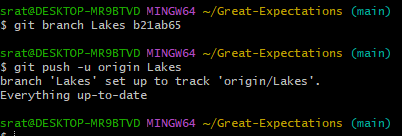 srat@DESKTOP-MR9BTVD MINGW64 ~/Great-Expectations (main)
$ git branch Lakes b21ab65
srat@DESKTOP-MR9BTVD MINGW64 ~/Great-Expectations (main)
$ git push -u origin Lakes
branch 'Lakes' set up to track 'origin/Lakes'.
Everything up-to-date
srat@DESKTOP-MR9BTVD MINGW64 ~/Great-Expectations (main)
$